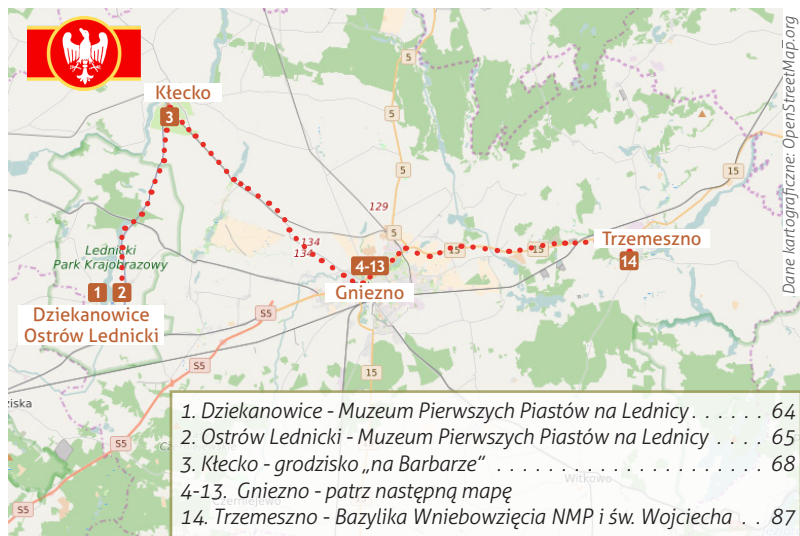 Kłecko
3
5
5
5
15
129
134
134
4-13
15
15
Trzemeszno
14
Lednicki
Park Krajobrazowy
1
2
Gniezno
Dziekanowice
Ostrów Lednicki
S5
S5
15
S5
S5
Witkowo
1. Dziekanowice - Muzeum Pierwszych Piastów na Lednicy . . . . . . 64
2. Ostrów Lednicki - Muzeum Pierwszych Piastów na Lednicy . . . . 65
3. Kłecko - grodzisko „na Barbarze” . . . . . . . . . . . . . . . . . . . . . . . 68
4-13. Gniezno - patrz następną mapę
14. Trzemeszno - Bazylika Wniebowzięcia NMP i św. Wojciecha . . 87
Dane kartograficzne: OpenStreetMap.org